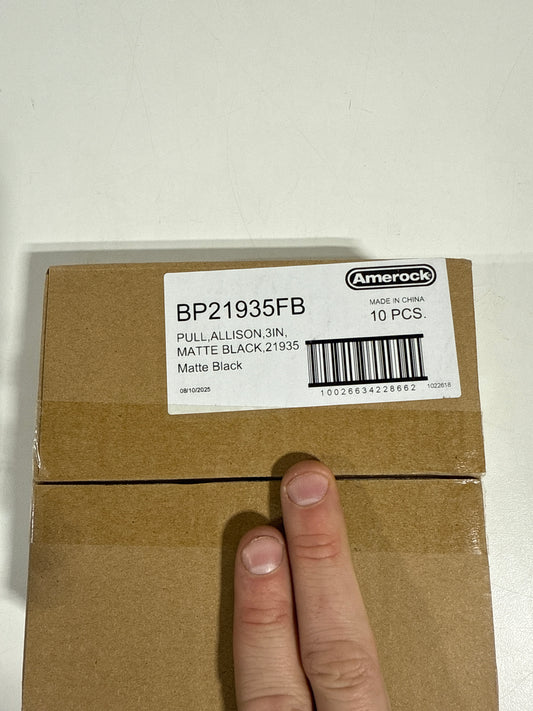 Amerock
BP21935FB
MADE IN CHINA
10 PCS.
PULL,ALLISON,3IN,
MATTE BLACK,21935
Matte Black
08/10/2025
10026634228662
1022618